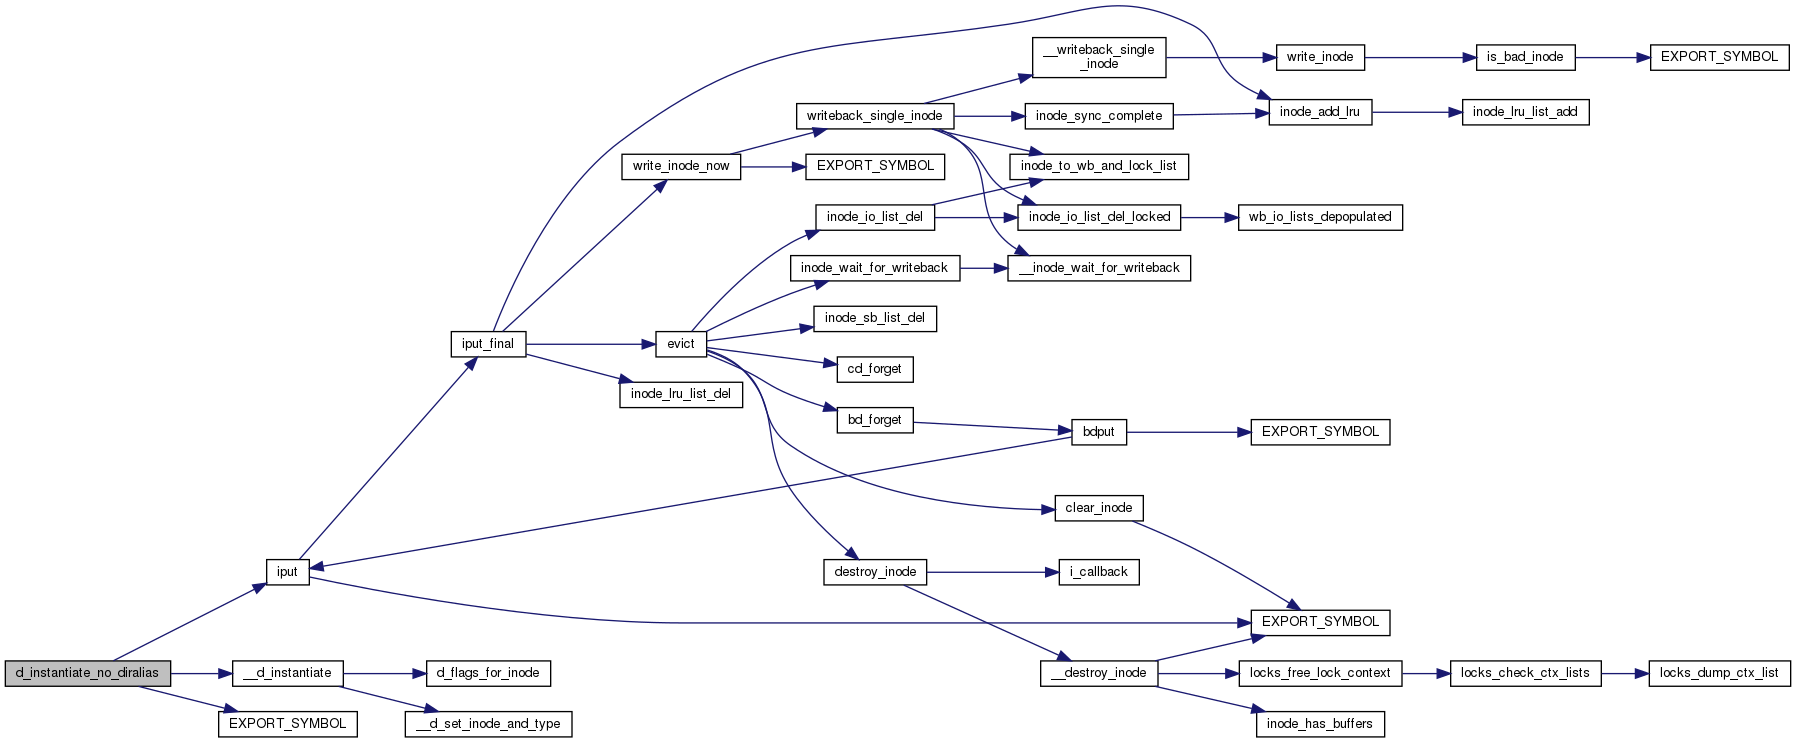 __writeback_single
_inode
write_inode
is_bad_inode
EXPORT_SYMBOL
writeback_single_inode
inode_sync_complete
inode_add_lru
inode_lru_list_add
write_inode_now
EXPORT_SYMBOL
inode_to_wb_and_lock_list
inode_io_list_del
inode_io_list_del_locked
wb_io_lists_depopulated
inode_wait_for_writeback
__inode_wait_for_writeback
inode_sb_list_del
iput_final
evict
cd_forget
inode_lru_list_del
bd_forget
bdput
EXPORT_SYMBOL
clear_inode
iput
destroy_inode
i_callback
EXPORT_SYMBOL
d_instantiate_no_diralias
__d_instantiate
d_flags_for_inode
__destroy_inode
locks_free_lock_context
locks_check_ctx_lists
locks_dump_ctx_list
EXPORT_SYMBOL
__d_set_inode_and_type
inode_has_buffers